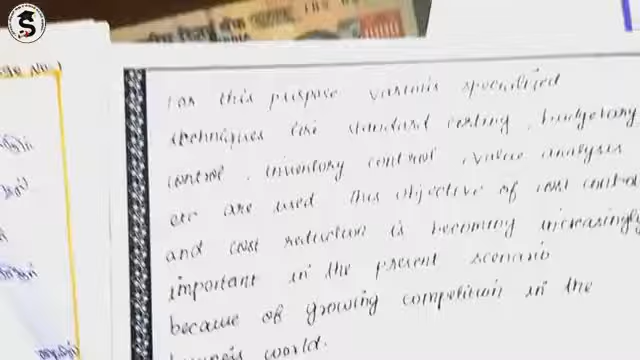 For this purpose various specialized
techniques like standard costing, budgetary
control, inventory control, value analysis
etc are used This objective of cost control
and cost reduction is becoming increasingly
important in the present scenario
because of growing competition in the
world.